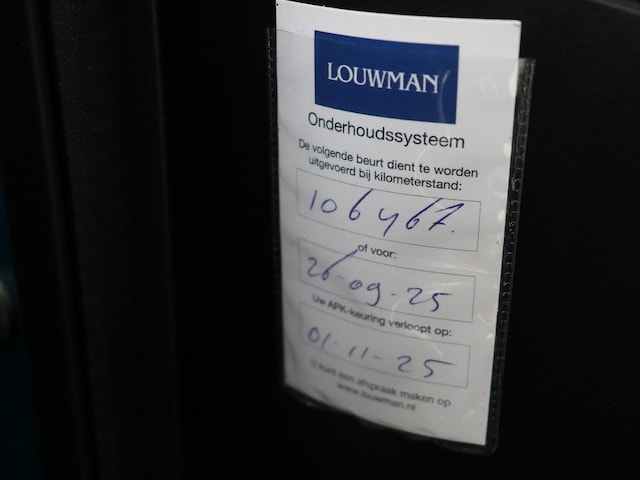 LOUWMAN
Onderhoudssysteem
De volgende beurt dient te worden
uitgevoerd bij kilometerstand:
106467.
of voor:
26-09-25
Uw APK-keuring verloopt op:
01-11-25
U kunt een afspraak maken op
www.louwman.nl